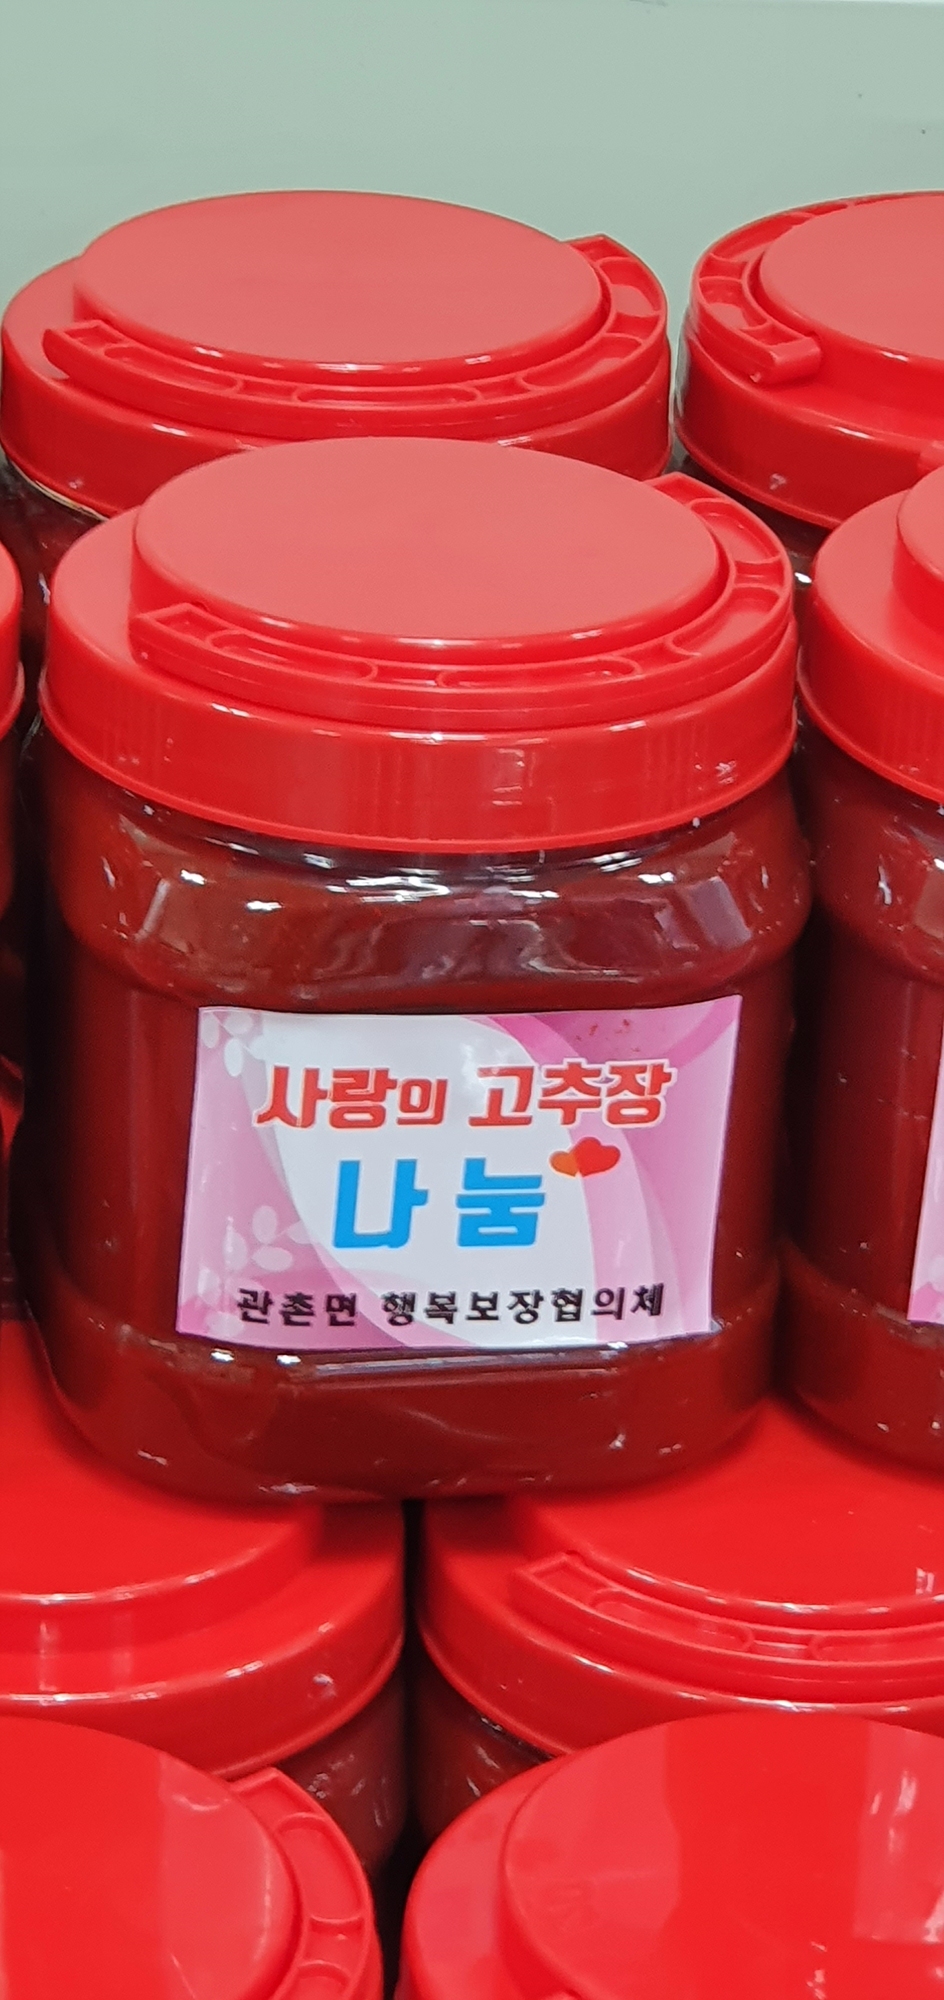 사랑의 고추장
나눔
관촌면 행복보장협의체